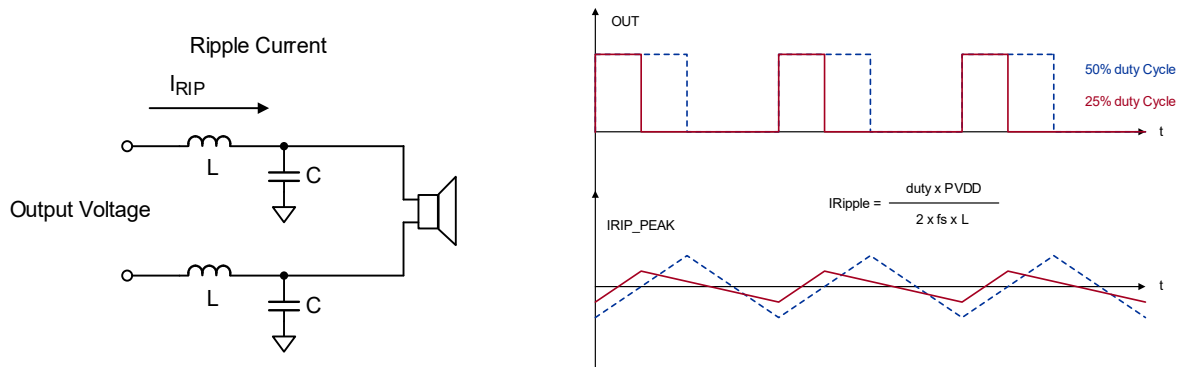 Ripple Current
IRIP
L
C
Output Voltage
L
C
OUT
50% duty Cycle
25% duty Cycle
t
IRipple = duty x PVDD
2 x fs x L
IRIP_PEAK
t